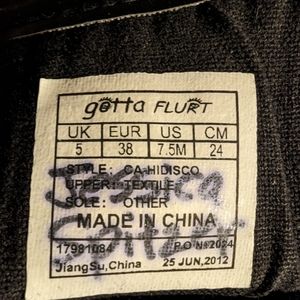 gotta FLURT
UK EUR US CM
5 38 7.5M 24
STYLE: CA-HIDISCO
UPPER: TEXTILE
SOLE: OTHER
MADE IN CHINA
17981084 P.O №2024
JiangSu,China 25 JUN,2012